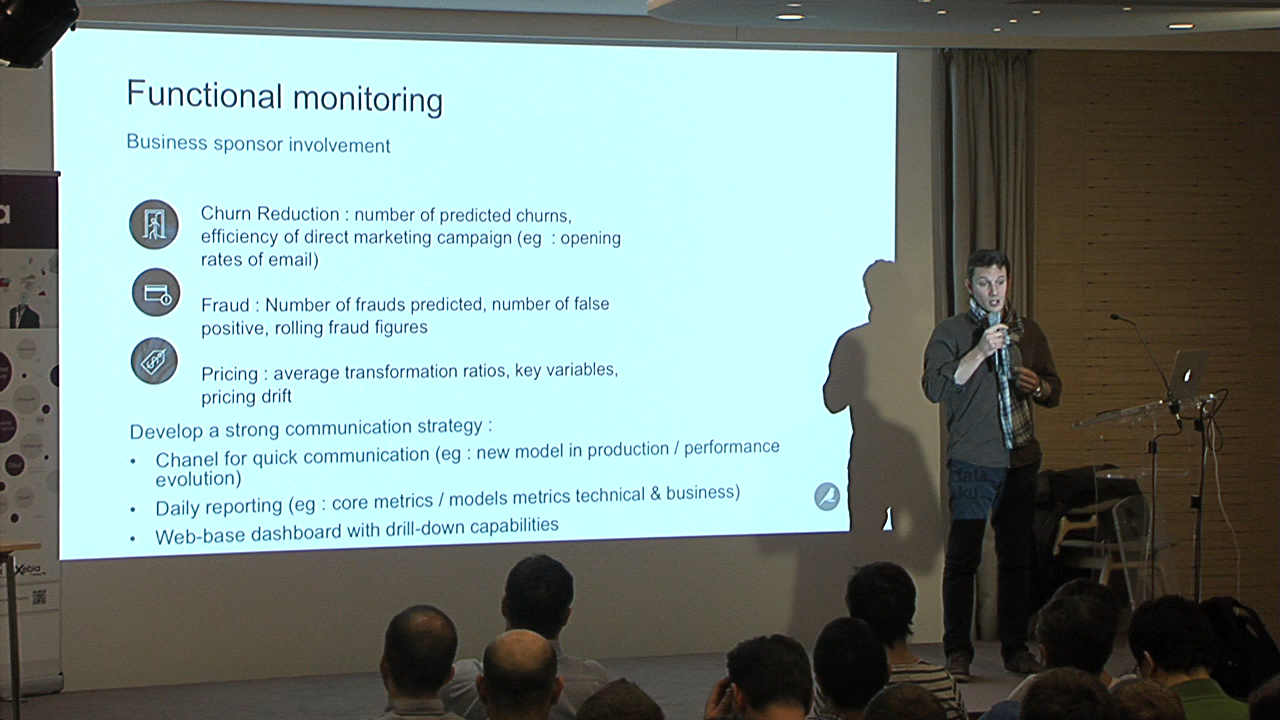 Functional monitoring
Business sponsor involvement
Churn Reduction : number of predicted churns,
efficiency of direct marketing campaign (eg : opening
rates of email)
Fraud : Number of frauds predicted, number of false
positive, rolling fraud figures
Pricing : average transformation ratios, key variables,
pricing drift
Develop a strong communication strategy :
• Chanel for quick communication (eg : new model in production / performance
evolution)
• Daily reporting (eg : core metrics / models metrics technical & business)
• Web-base dashboard with drill-down capabilities
data
iku
Xebia